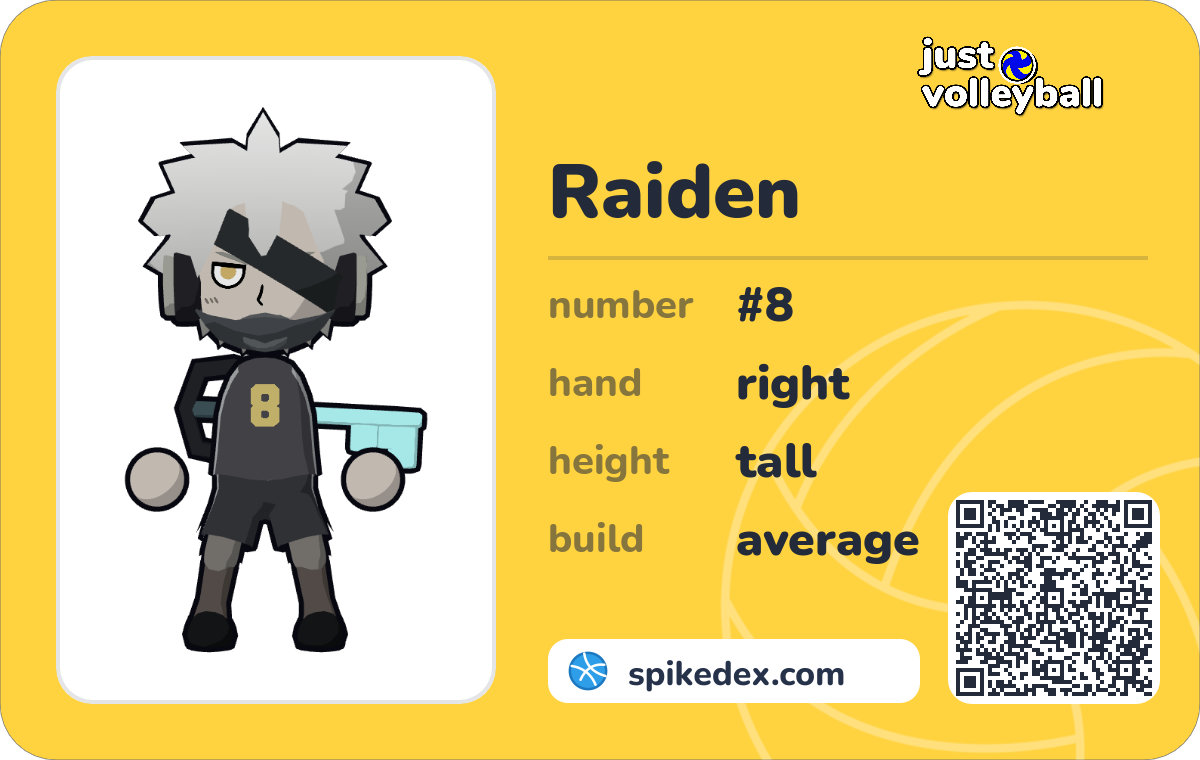 just
volleyball
Raiden
number #8
hand right
height tall
build average
8
spikedex.com